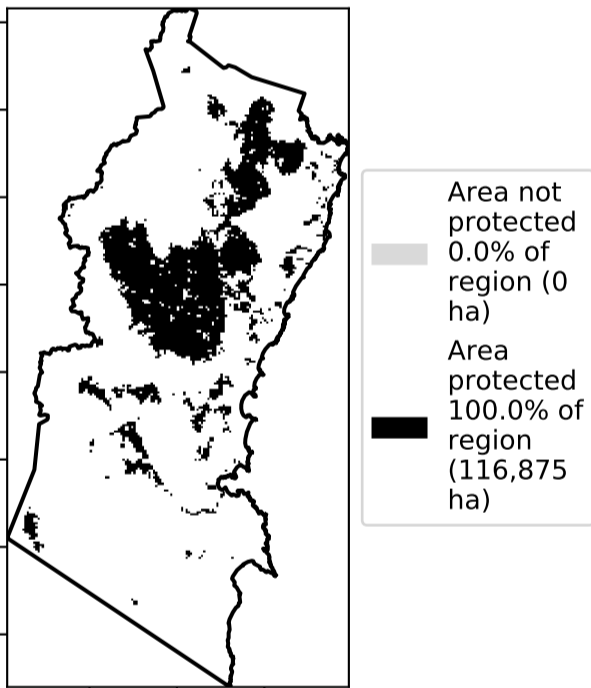 Area not
protected
0.0% of
region (0
ha)
Area
protected
100.0% of
region
(116,875
ha)